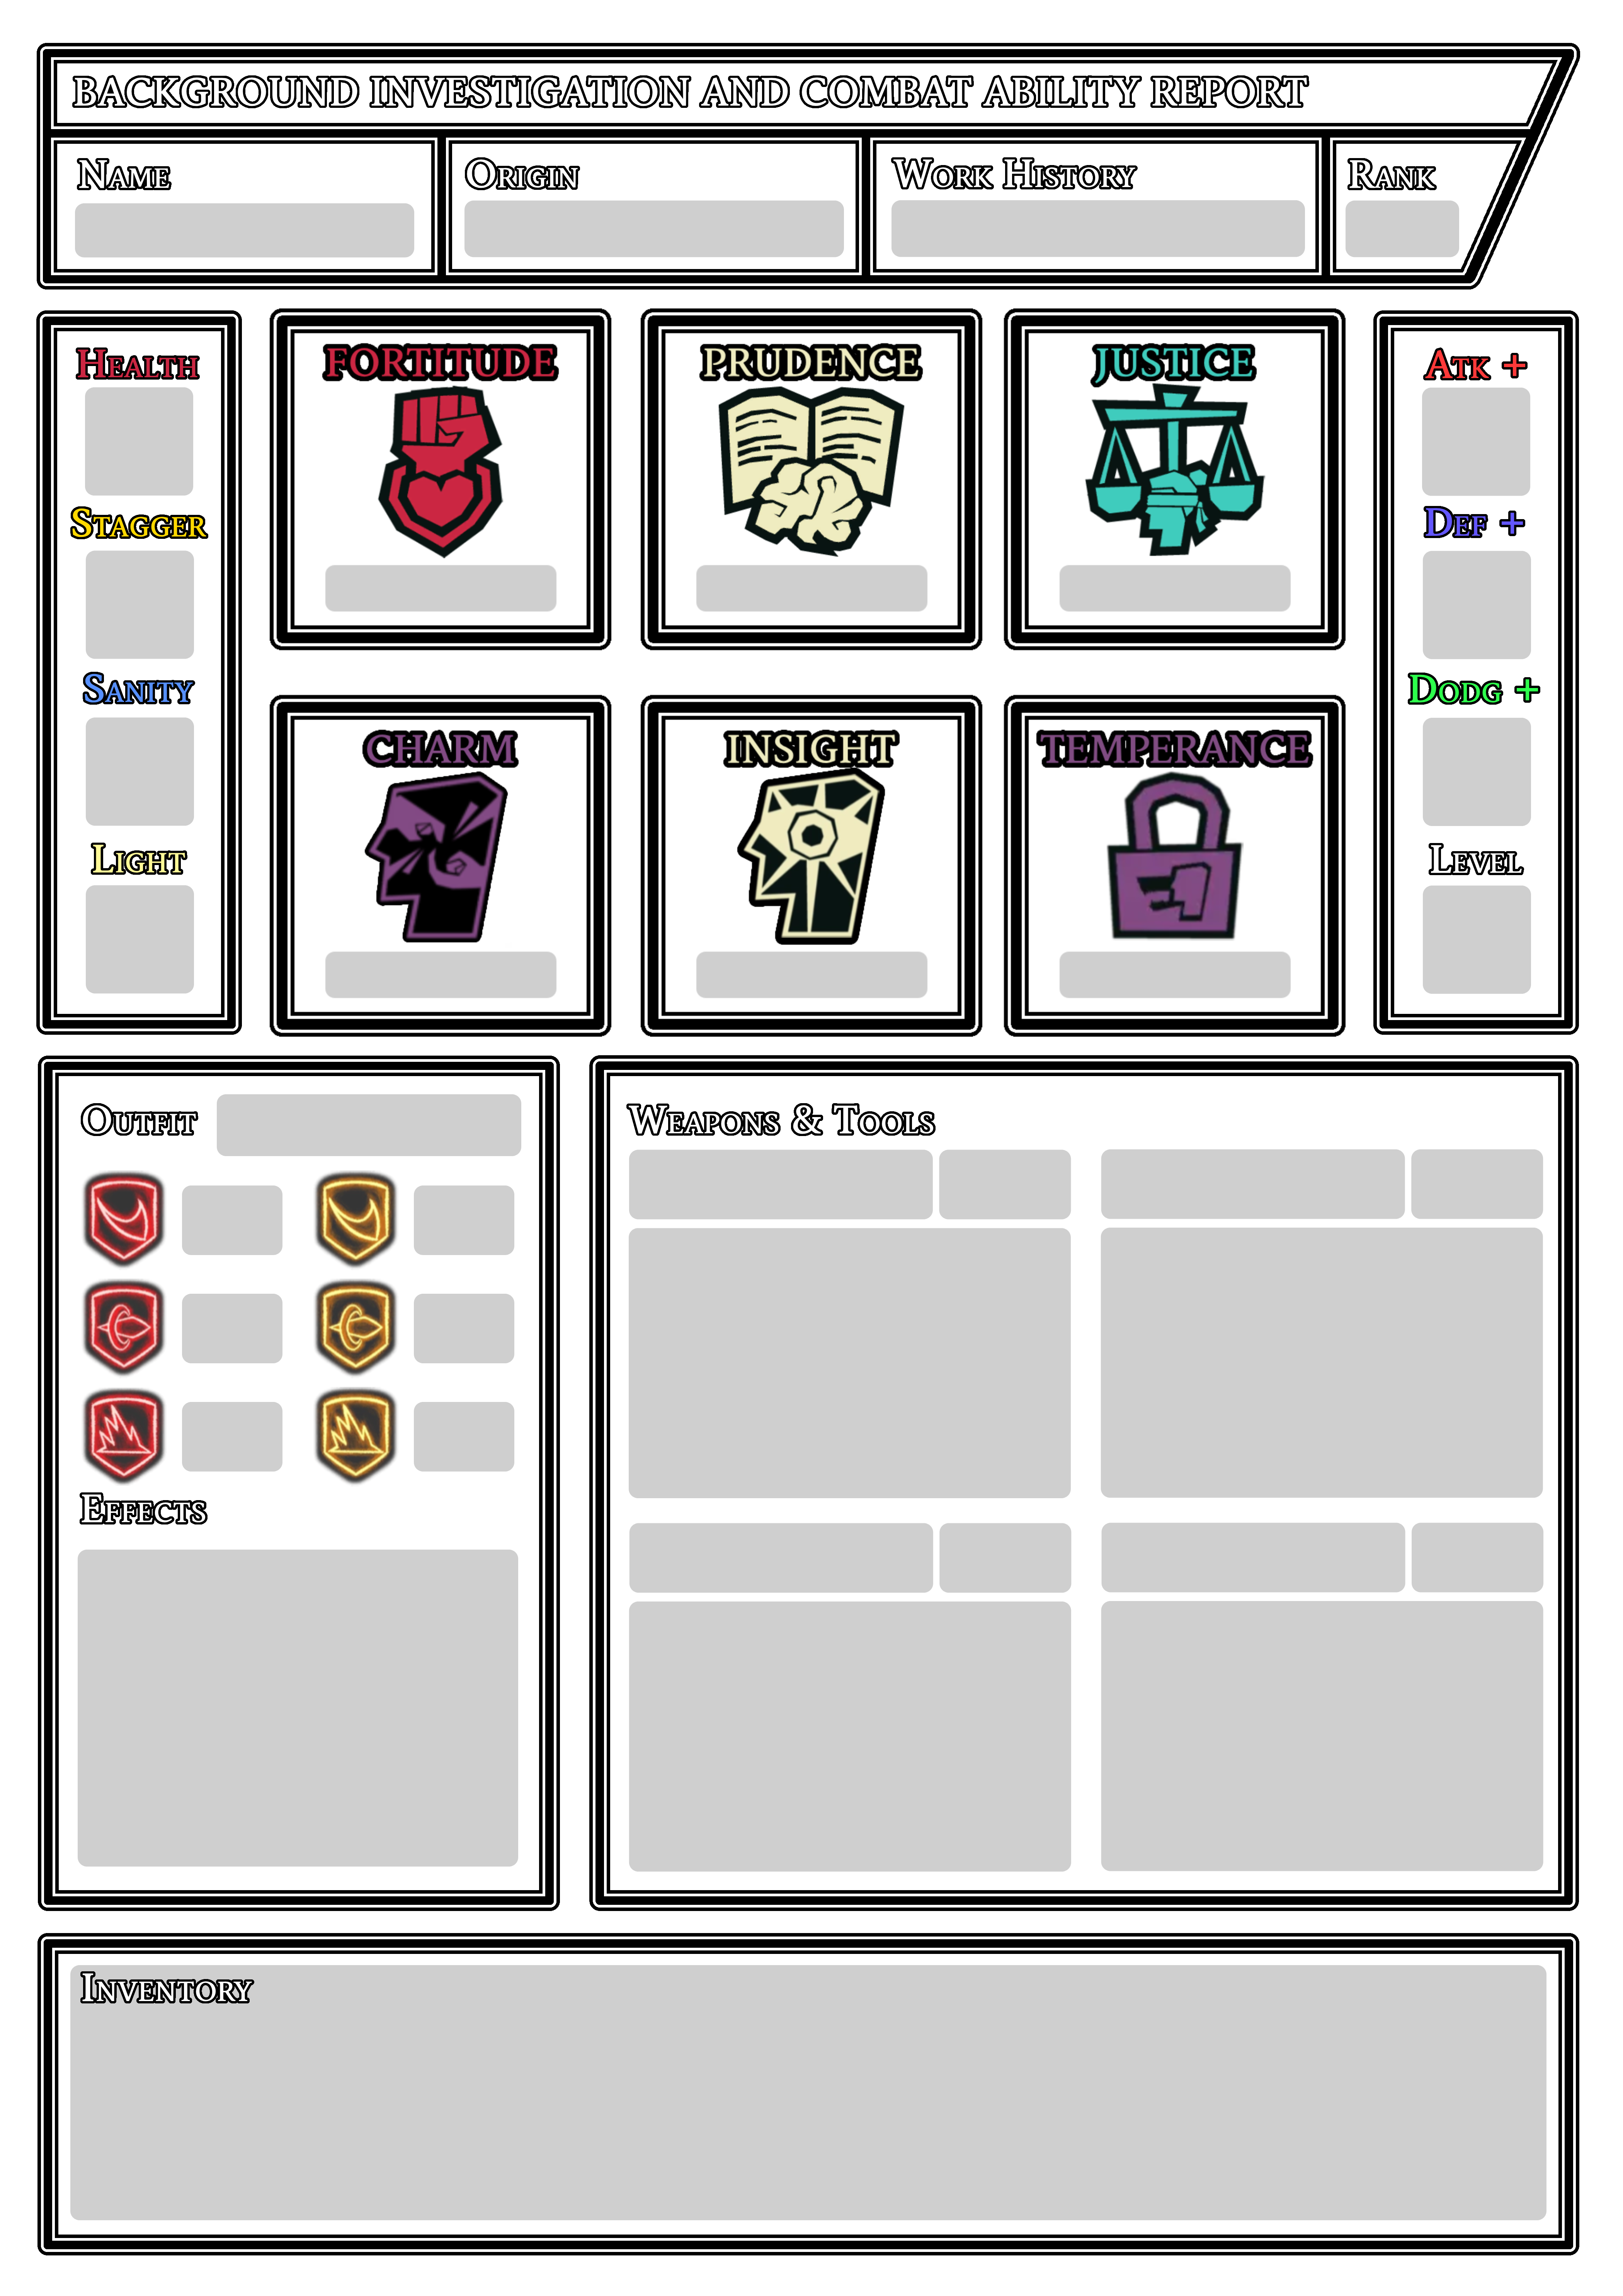 BACKGROUND INVESTIGATION AND COMBAT ABILITY REPORT
Name
Origin
Work History
Rank
Health
Stagger
Sanity
Light
FORTITUDE
PRUDENCE
JUSTICE
CHARM
INSIGHT
TEMPERANCE
Atk +
Def +
Dodg +
Level
Outfit
Effects
Weapons & Tools
Inventory